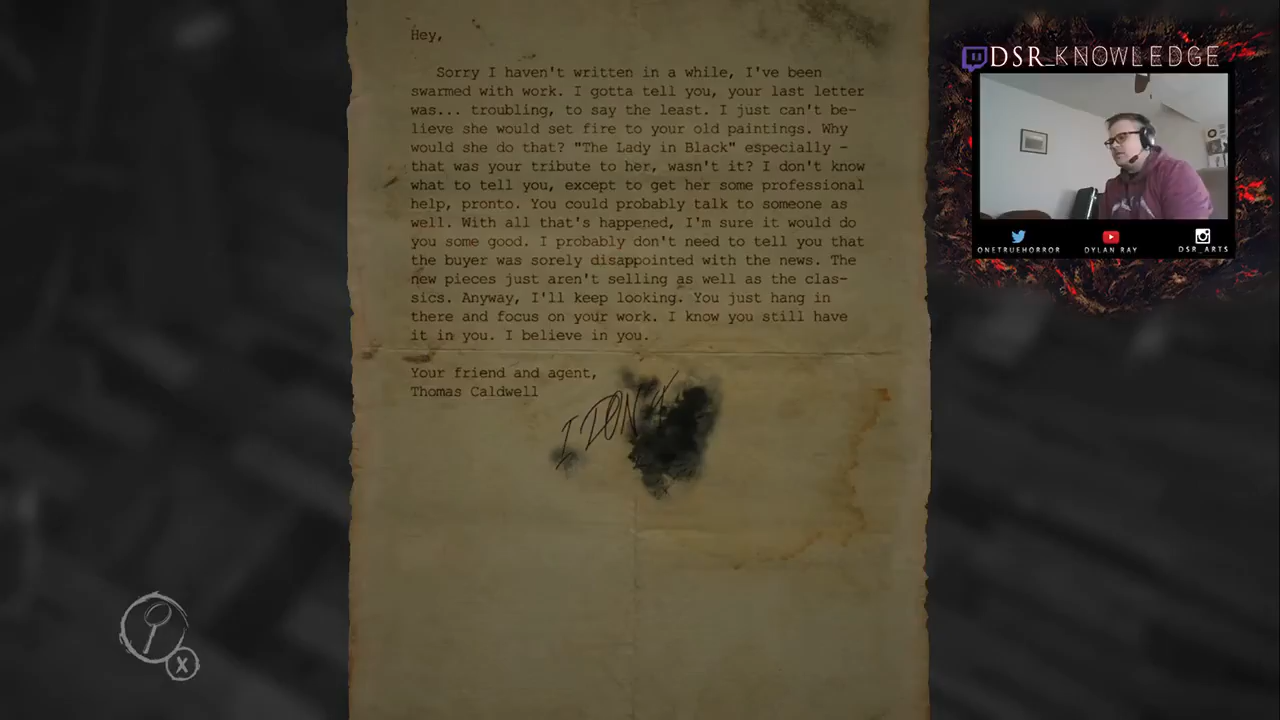 Hey,
Sorry I haven't written in a while, I've been
swarmed with work. I gotta tell you, your last letter
was... troubling, to say the least. I just can't be-
lieve she would set fire to your old paintings. Why
would she do that? "The Lady in Black" especially -
that was your tribute to her, wasn't it? I don't know
what to tell you, except to get her some professional
help, pronto. You could probably talk to someone as
well. With all that's happened, I'm sure it would do
you some good. I probably don't need to tell you that
the buyer was sorely disappointed with the news. The
new pieces just aren't selling as well as the clas-
sics. Anyway, I'll keep looking. You just hang in
there and focus on your work. I know you still have
it in you. I believe in you.
Your friend and agent,
Thomas Caldwell
I DON'T
X
DSR_KNOWLEDGE
ONETRUEHORROR DYLAN RAY DSR_ARTS